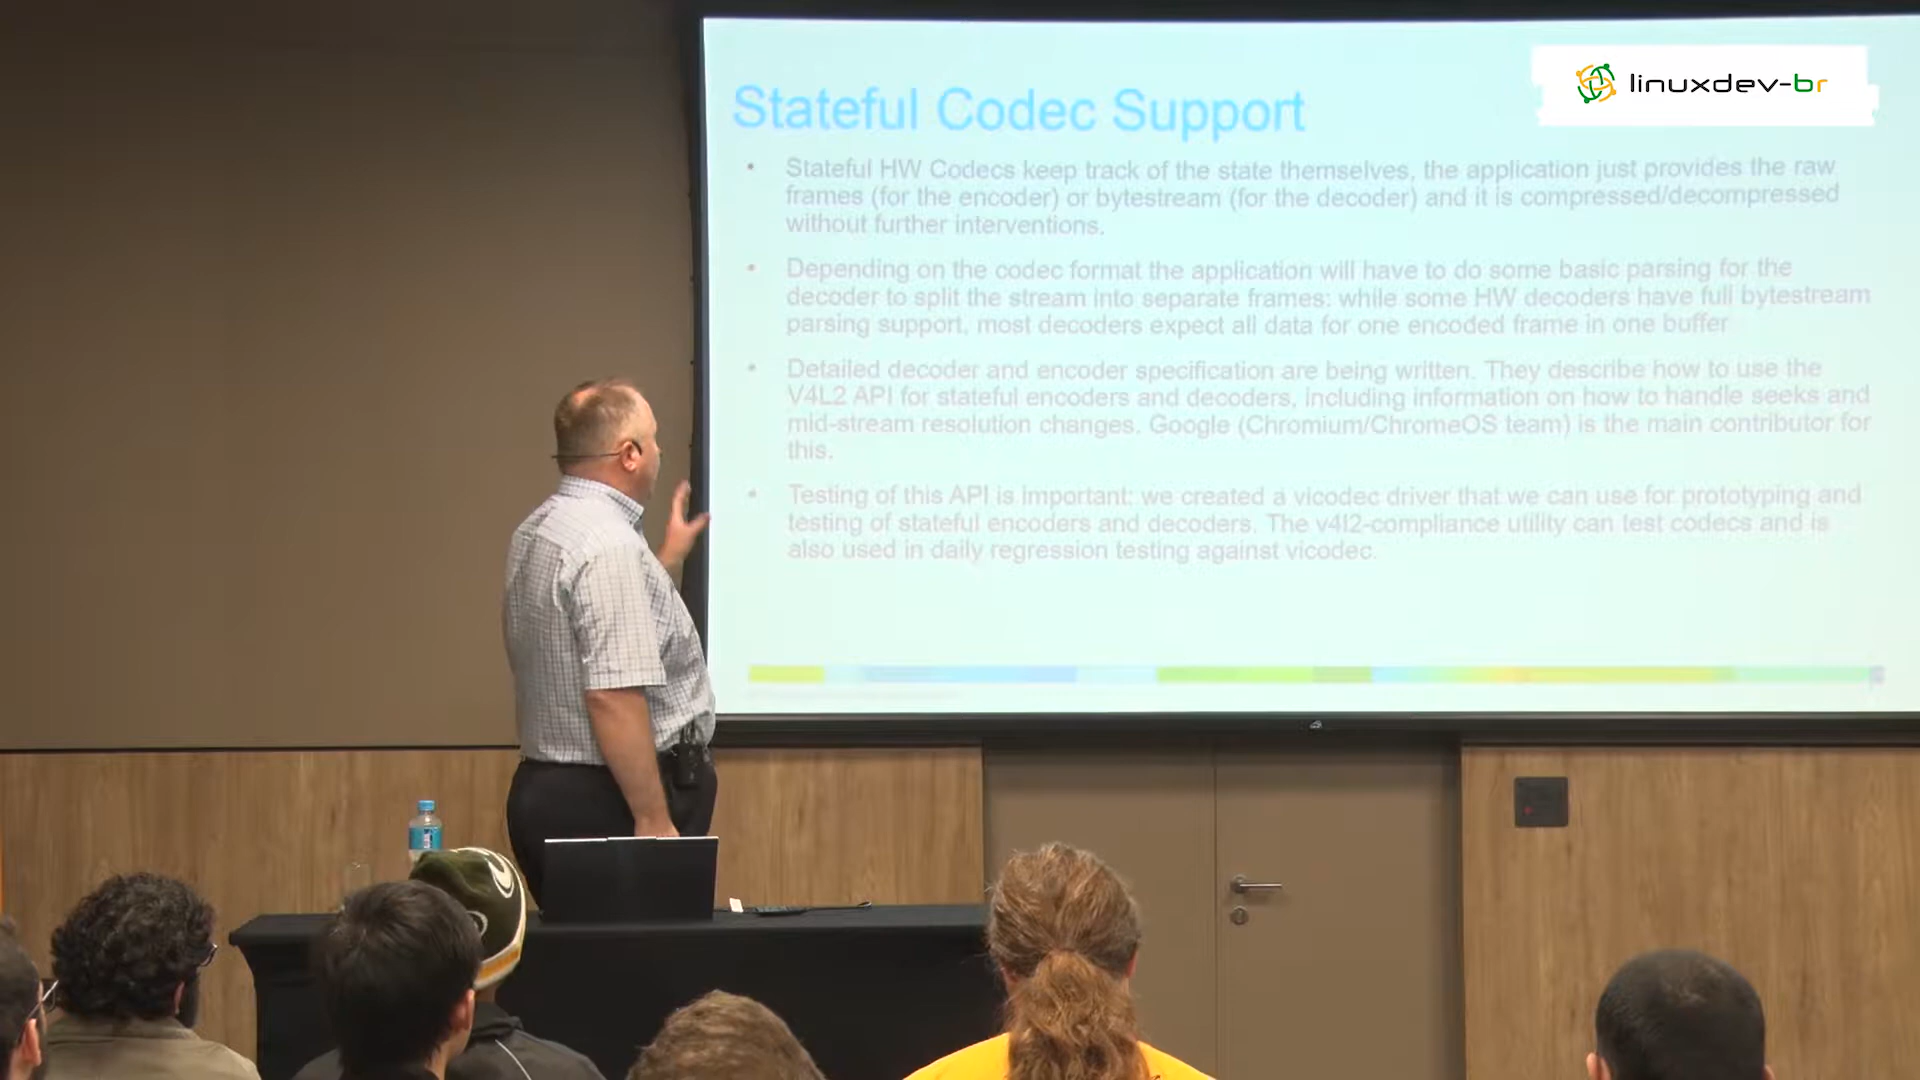 linuxdev-br
Stateful Codec Support
• Stateful HW Codecs keep track of the state themselves, the application just provides the raw
frames (for the encoder) or bytestream (for the decoder) and it is compressed/decompressed
without further interventions.
• Depending on the codec format the application will have to do some basic parsing for the
decoder to split the stream into separate frames: while some HW decoders have full bytestream
parsing support, most decoders expect all data for one encoded frame in one buffer
• Detailed decoder and encoder specification are being written. They describe how to use the
V4L2 API for stateful encoders and decoders, including information on how to handle seeks and
mid-stream resolution changes. Google (Chromium/ChromeOS team) is the main contributor for
this.
• Testing of this API is important: we created a vicodec driver that we can use for prototyping and
testing of stateful encoders and decoders. The v4l2-compliance utility can test codecs and is
also used in daily regression testing against vicodec.